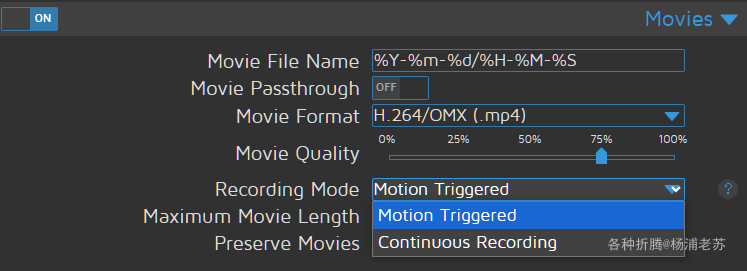 ON Movies
Movie File Name %Y-%m-%d/%H-%M-%S
Movie Passthrough OFF
Movie Format H.264/OMX (.mp4)
0% 25% 50% 75% 100%
Movie Quality
Recording Mode Motion Triggered ?
Maximum Movie Length Motion Triggered
Preserve Movies Continuous Recording
各种折腾@杨浦老苏